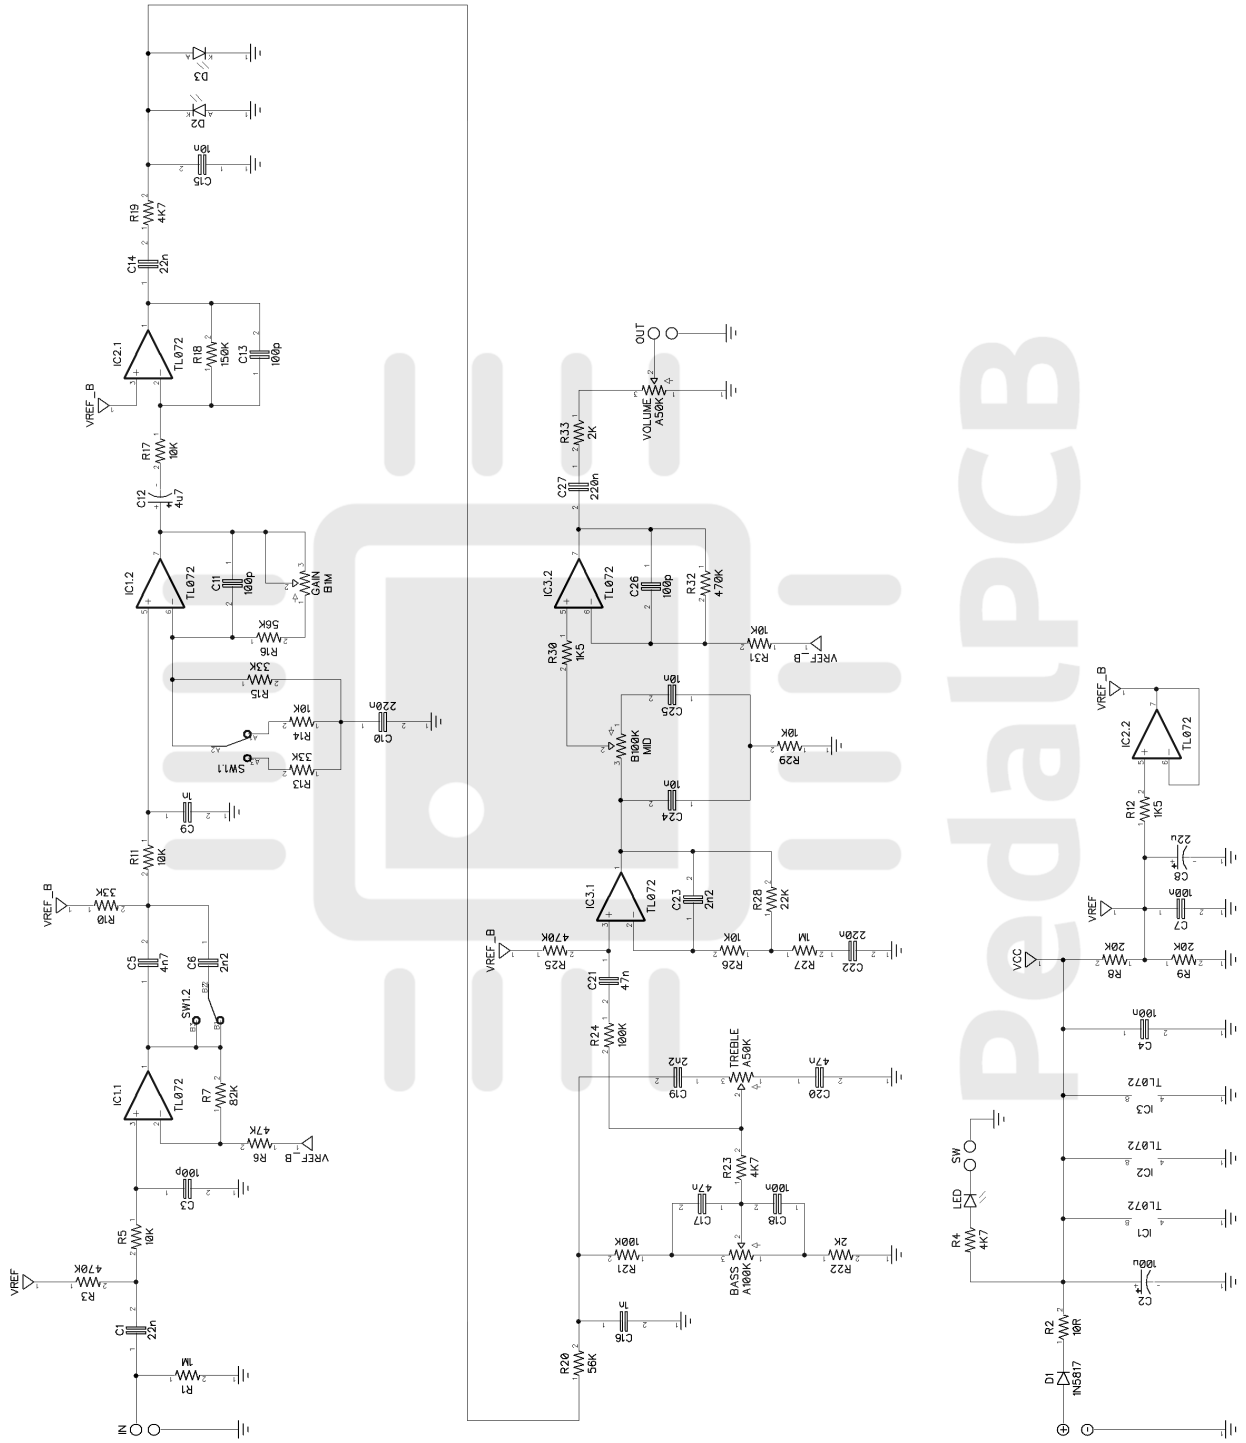 IN
R1
1M
C1
22n
VREF
R3
470K
R5
10K
C3
100p
IC1.1
TL072
R6
47K
VREF_B
R7
82K
SW1.2
C5
4n7
C6
2n2
VREF_B
R10
33K
R11
10K
C9
1n
SW1.1
R13
33K
R14
10K
R15
33K
C10
220n
IC1.2
TL072
R16
56K
C11
100p
GAIN
B1M
C12
4u7
R17
10K
VREF_B
IC2.1
TL072
R18
150K
C13
100p
C14
22n
R19
4K7
C15
10n
D2
D3
R20
56K
C16
1n
R21
100K
BASS
A100K
R22
2K
C17
47n
C18
100n
R23
4K7
C19
2n2
TREBLE
A50K
C20
47n
R24
100K
C21
47n
VREF_B
R25
470K
IC3.1
TL072
C23
2n2
R26
10K
R28
22K
R27
1M
C22
220n
C24
10n
B100K
MID
C25
10n
R29
10K
R30
1K5
IC3.2
TL072
R31
10K
VREF_B
C26
100p
R32
470K
C27
220n
R33
2K
VOLUME
A50K
OUT
D1
1N5817
R2
10R
C2
100u
R4
4K7
LED
SW
IC1
TL072
IC2
TL072
IC3
TL072
C4
100n
VCC
R8
20K
R9
20K
VREF
C7
100n
C8
22u
R12
1K5
IC2.2
TL072
VREF_B
PedalPCB